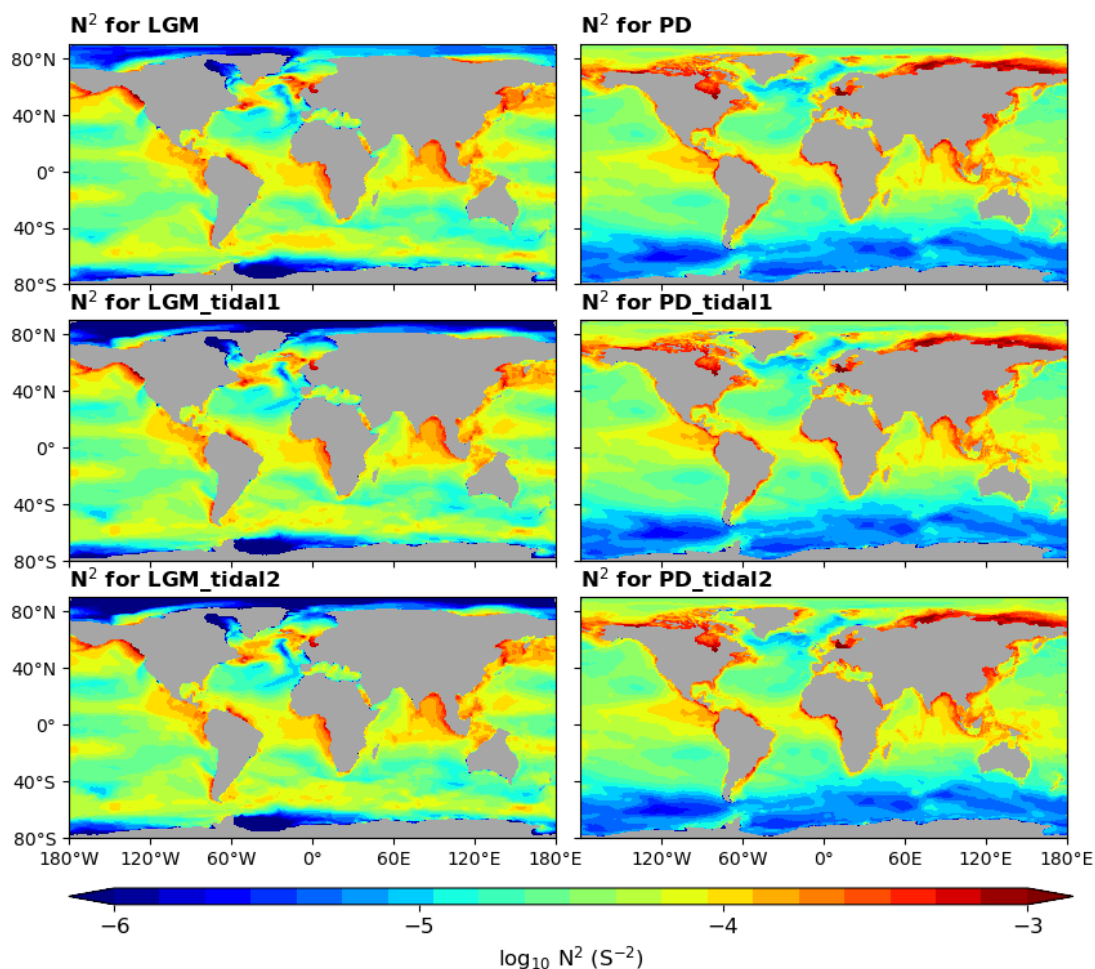 N² for LGM
N² for PD
80°N
40°N
0°
40°S
80°S
N² for LGM_tidal1
N² for PD_tidal1
80°N
40°N
0°
40°S
80°S
N² for LGM_tidal2
N² for PD_tidal2
80°N
40°N
0°
40°S
80°S
180°W 120°W 60°W 0° 60°E 120°E 180°E 120°W 60°W 0° 60°E 120°E 180°E
−6 −5 −4 −3
log₁₀ N² (S⁻²)